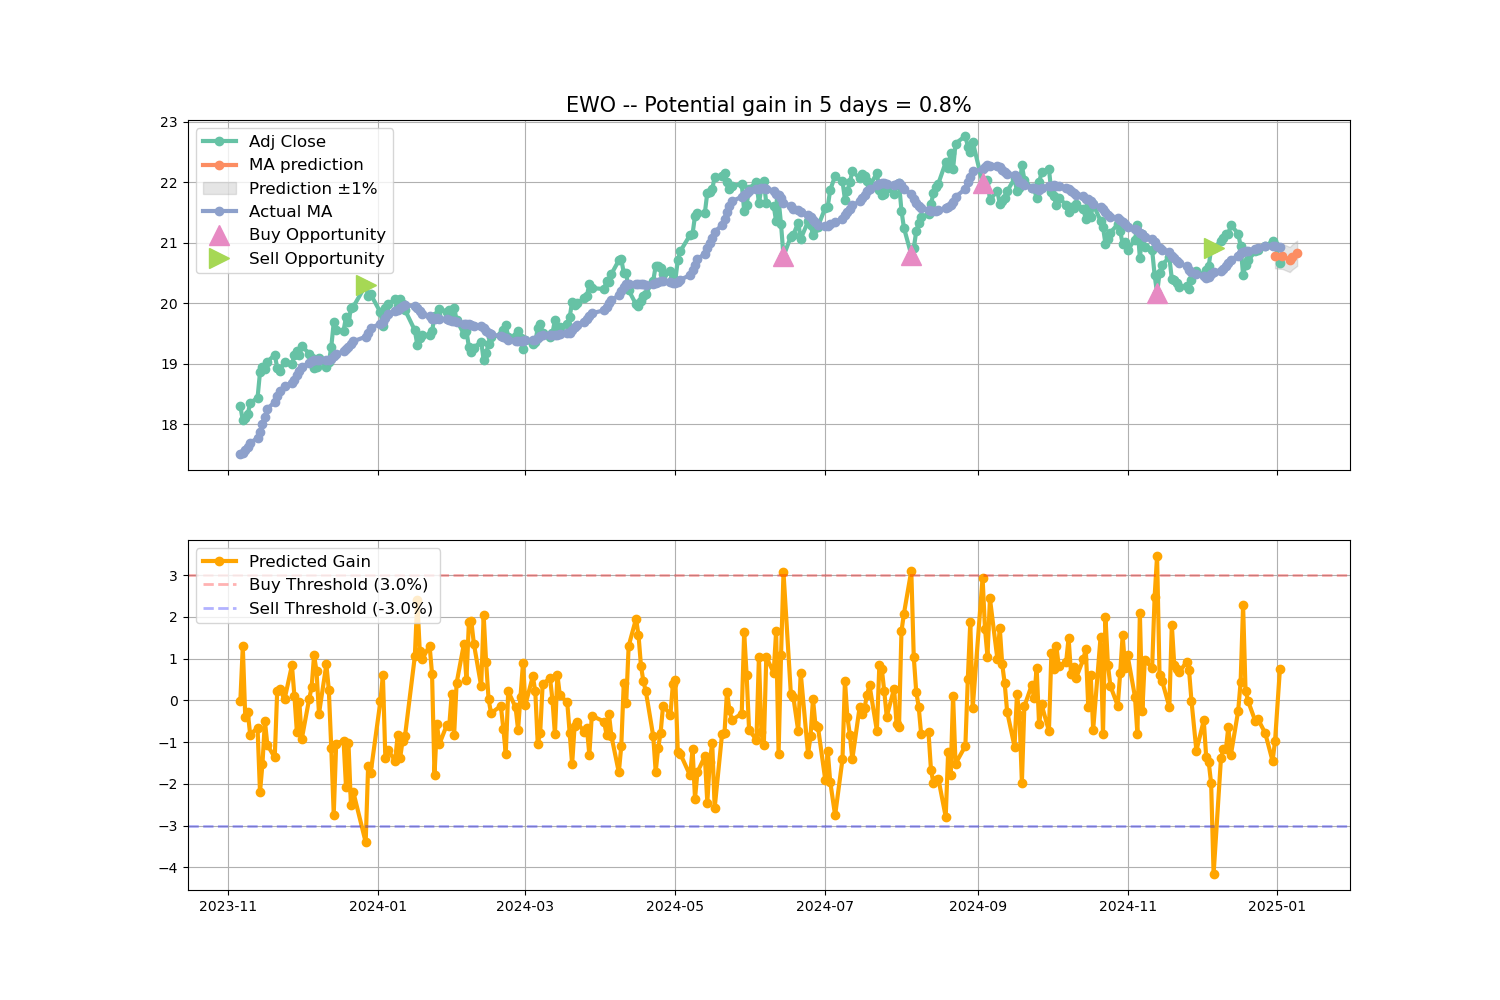 EWO -- Potential gain in 5 days = 0.8%
23
22
21
20
19
18
Adj Close
MA prediction
Prediction ±1%
Actual MA
Buy Opportunity
Sell Opportunity
3
2
1
0
−1
−2
−3
−4
Predicted Gain
Buy Threshold (3.0%)
Sell Threshold (-3.0%)
2023-11 2024-01 2024-03 2024-05 2024-07 2024-09 2024-11 2025-01